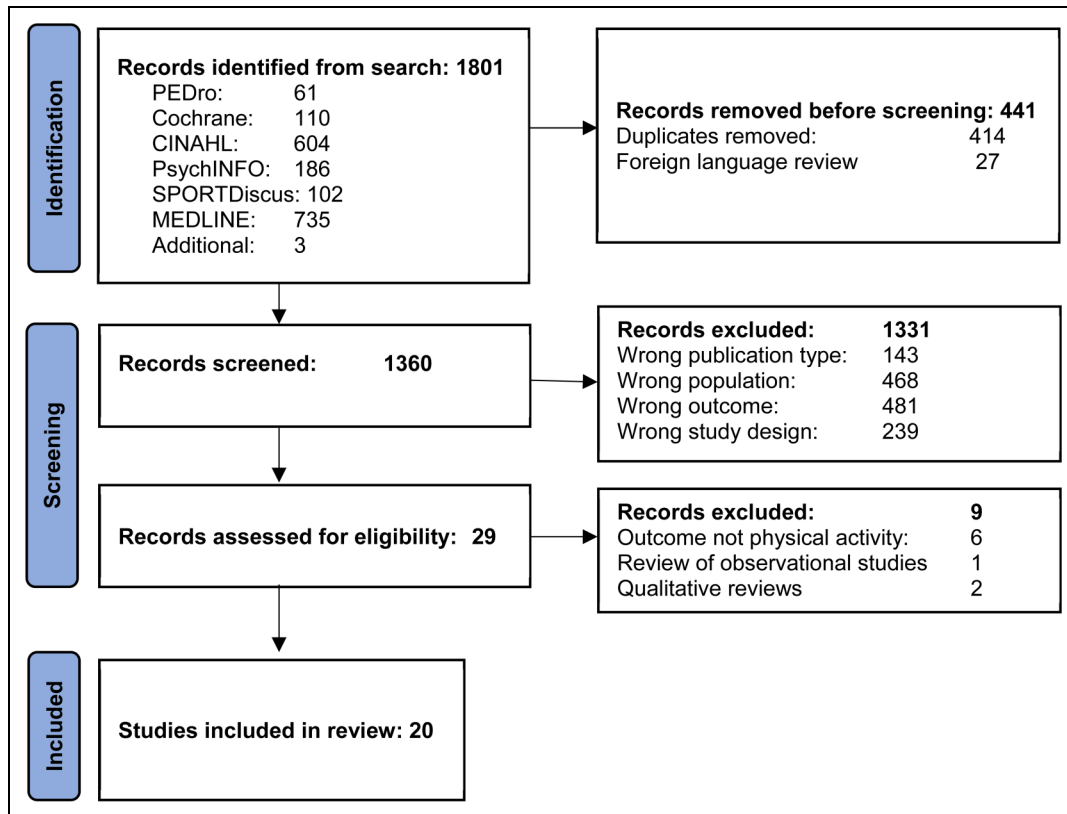 Identification
Records identified from search: 1801
PEDro: 61
Cochrane: 110
CINAHL: 604
PsychINFO: 186
SPORTDiscus: 102
MEDLINE: 735
Additional: 3
Records removed before screening: 441
Duplicates removed: 414
Foreign language review 27
Screening
Records screened: 1360
Records excluded: 1331
Wrong publication type: 143
Wrong population: 468
Wrong outcome: 481
Wrong study design: 239
Records assessed for eligibility: 29
Records excluded: 9
Outcome not physical activity: 6
Review of observational studies 1
Qualitative reviews 2
Included
Studies included in review: 20